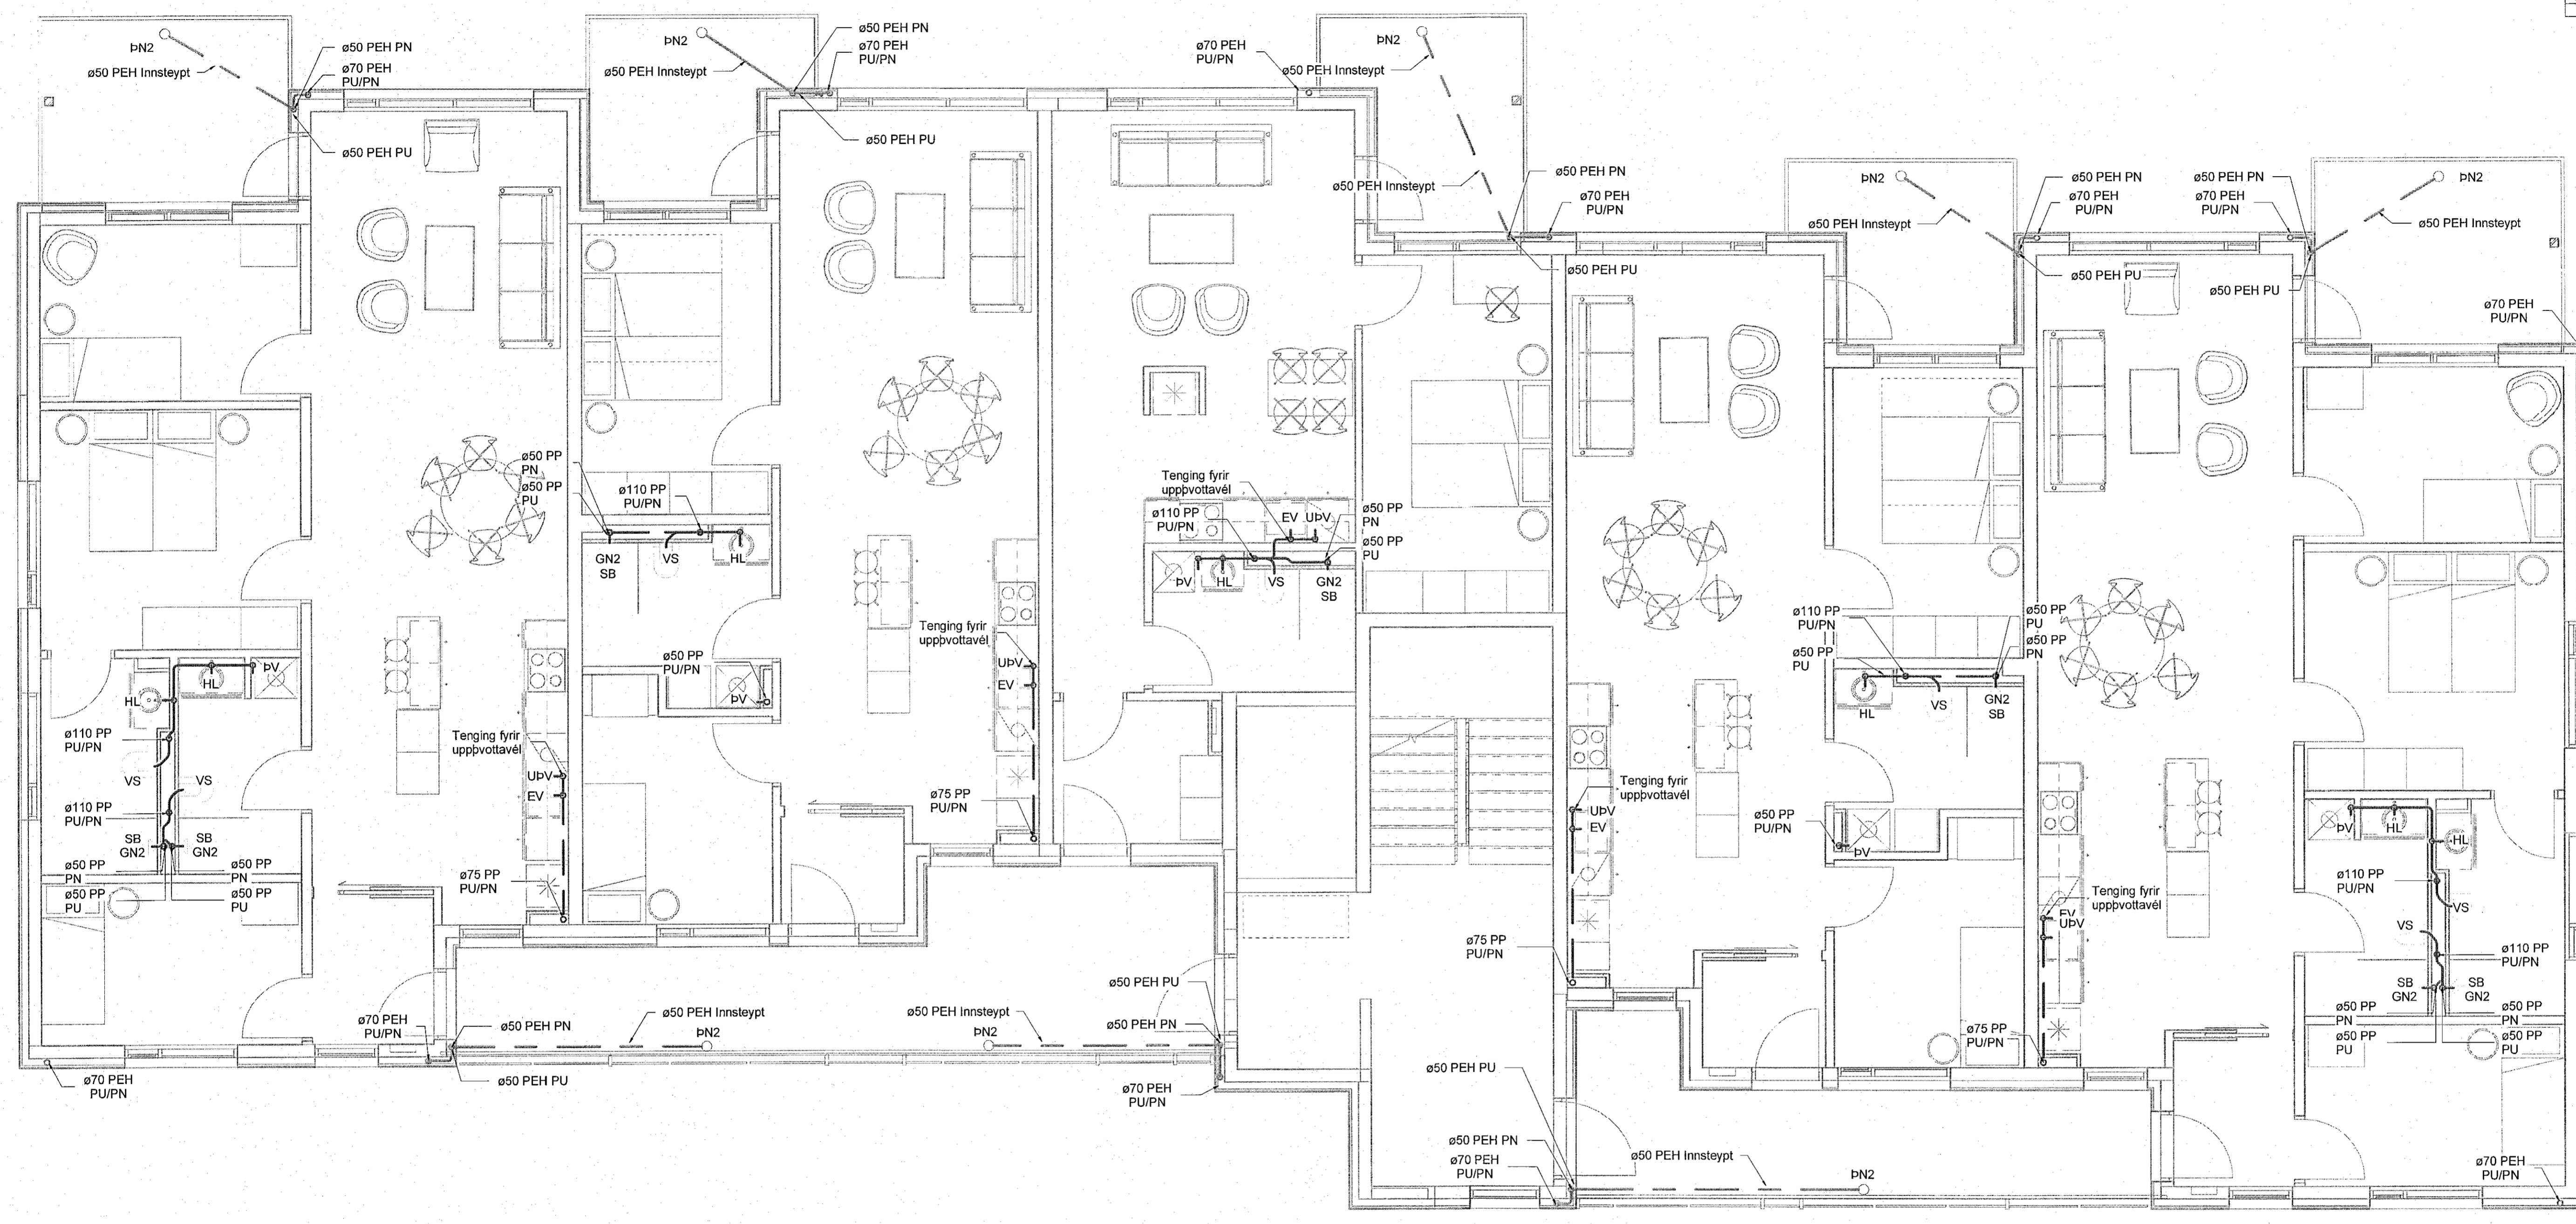 ÞN2
ø50 PEH Innsteypt
ø50 PEH PN
ø70 PEH
PU/PN
ø50 PEH PU
ÞN2
ø50 PEH Innsteypt
ø50 PEH PN
ø70 PEH
PU/PN
ø50 PEH PU
ø70 PEH
PU/PN
ÞN2
ø50 PEH Innsteypt
ø50 PEH Innsteypt
ø50 PEH PN
ø70 PEH
PU/PN
ø50 PEH PU
ÞN2
ø50 PEH Innsteypt
ø50 PEH PN
ø70 PEH
PU/PN
ø50 PEH PU
ø50 PEH PN
ø70 PEH
PU/PN
ø50 PEH PU
ÞN2
ø50 PEH Innsteypt
ø70 PEH
PU/PN
ø50 PP
PN
ø50 PP
PU
ø110 PP
PU/PN
GN2
SB
VS
HL
Tenging fyrir
uppþvottavél
ø110 PP
PU/PN
EV
UÞV
ø50 PP
PN
ø50 PP
PU
ÞV
HL
VS
GN2
SB
ø50 PP
PU/PN
ÞV
Tenging fyrir
uppþvottavél
UÞV
EV
ø75 PP
PU/PN
ø110 PP
PU/PN
ø50 PP
PU
ø50 PP
PU
ø50 PP
PN
HL
VS
GN2
SB
HL
ÞV
HL
ø110 PP
PU/PN
VS
VS
ø110 PP
PU/PN
SB
GN2
SB
GN2
ø50 PP
PN
ø50 PP
PU
ø50 PP
PN
ø50 PP
PU
Tenging fyrir
uppþvottavél
UÞV
EV
ø75 PP
PU/PN
Tenging fyrir
uppþvottavél
UÞV
EV
ø50 PP
PU/PN
ÞV
ø75 PP
PU/PN
Tenging fyrir
uppþvottavél
EV
UÞV
ø75 PP
PU/PN
ÞV
HL
HL
ø110 PP
PU/PN
VS
VS
ø110 PP
PU/PN
SB
GN2
SB
GN2
ø50 PP
PN
ø50 PP
PU
ø50 PP
PN
ø50 PP
PU
ø70 PEH
PU/PN
ø70 PEH
PU/PN
ø50 PEH PN
ø50 PEH PU
ø50 PEH Innsteypt
ÞN2
ø50 PEH Innsteypt
ÞN2
ø50 PEH PU
ø50 PEH PN
ø70 PEH
PU/PN
ø50 PEH PU
ø50 PEH PN
ø70 PEH
PU/PN
ø50 PEH Innsteypt
ÞN2
ø70 PEH
PU/PN